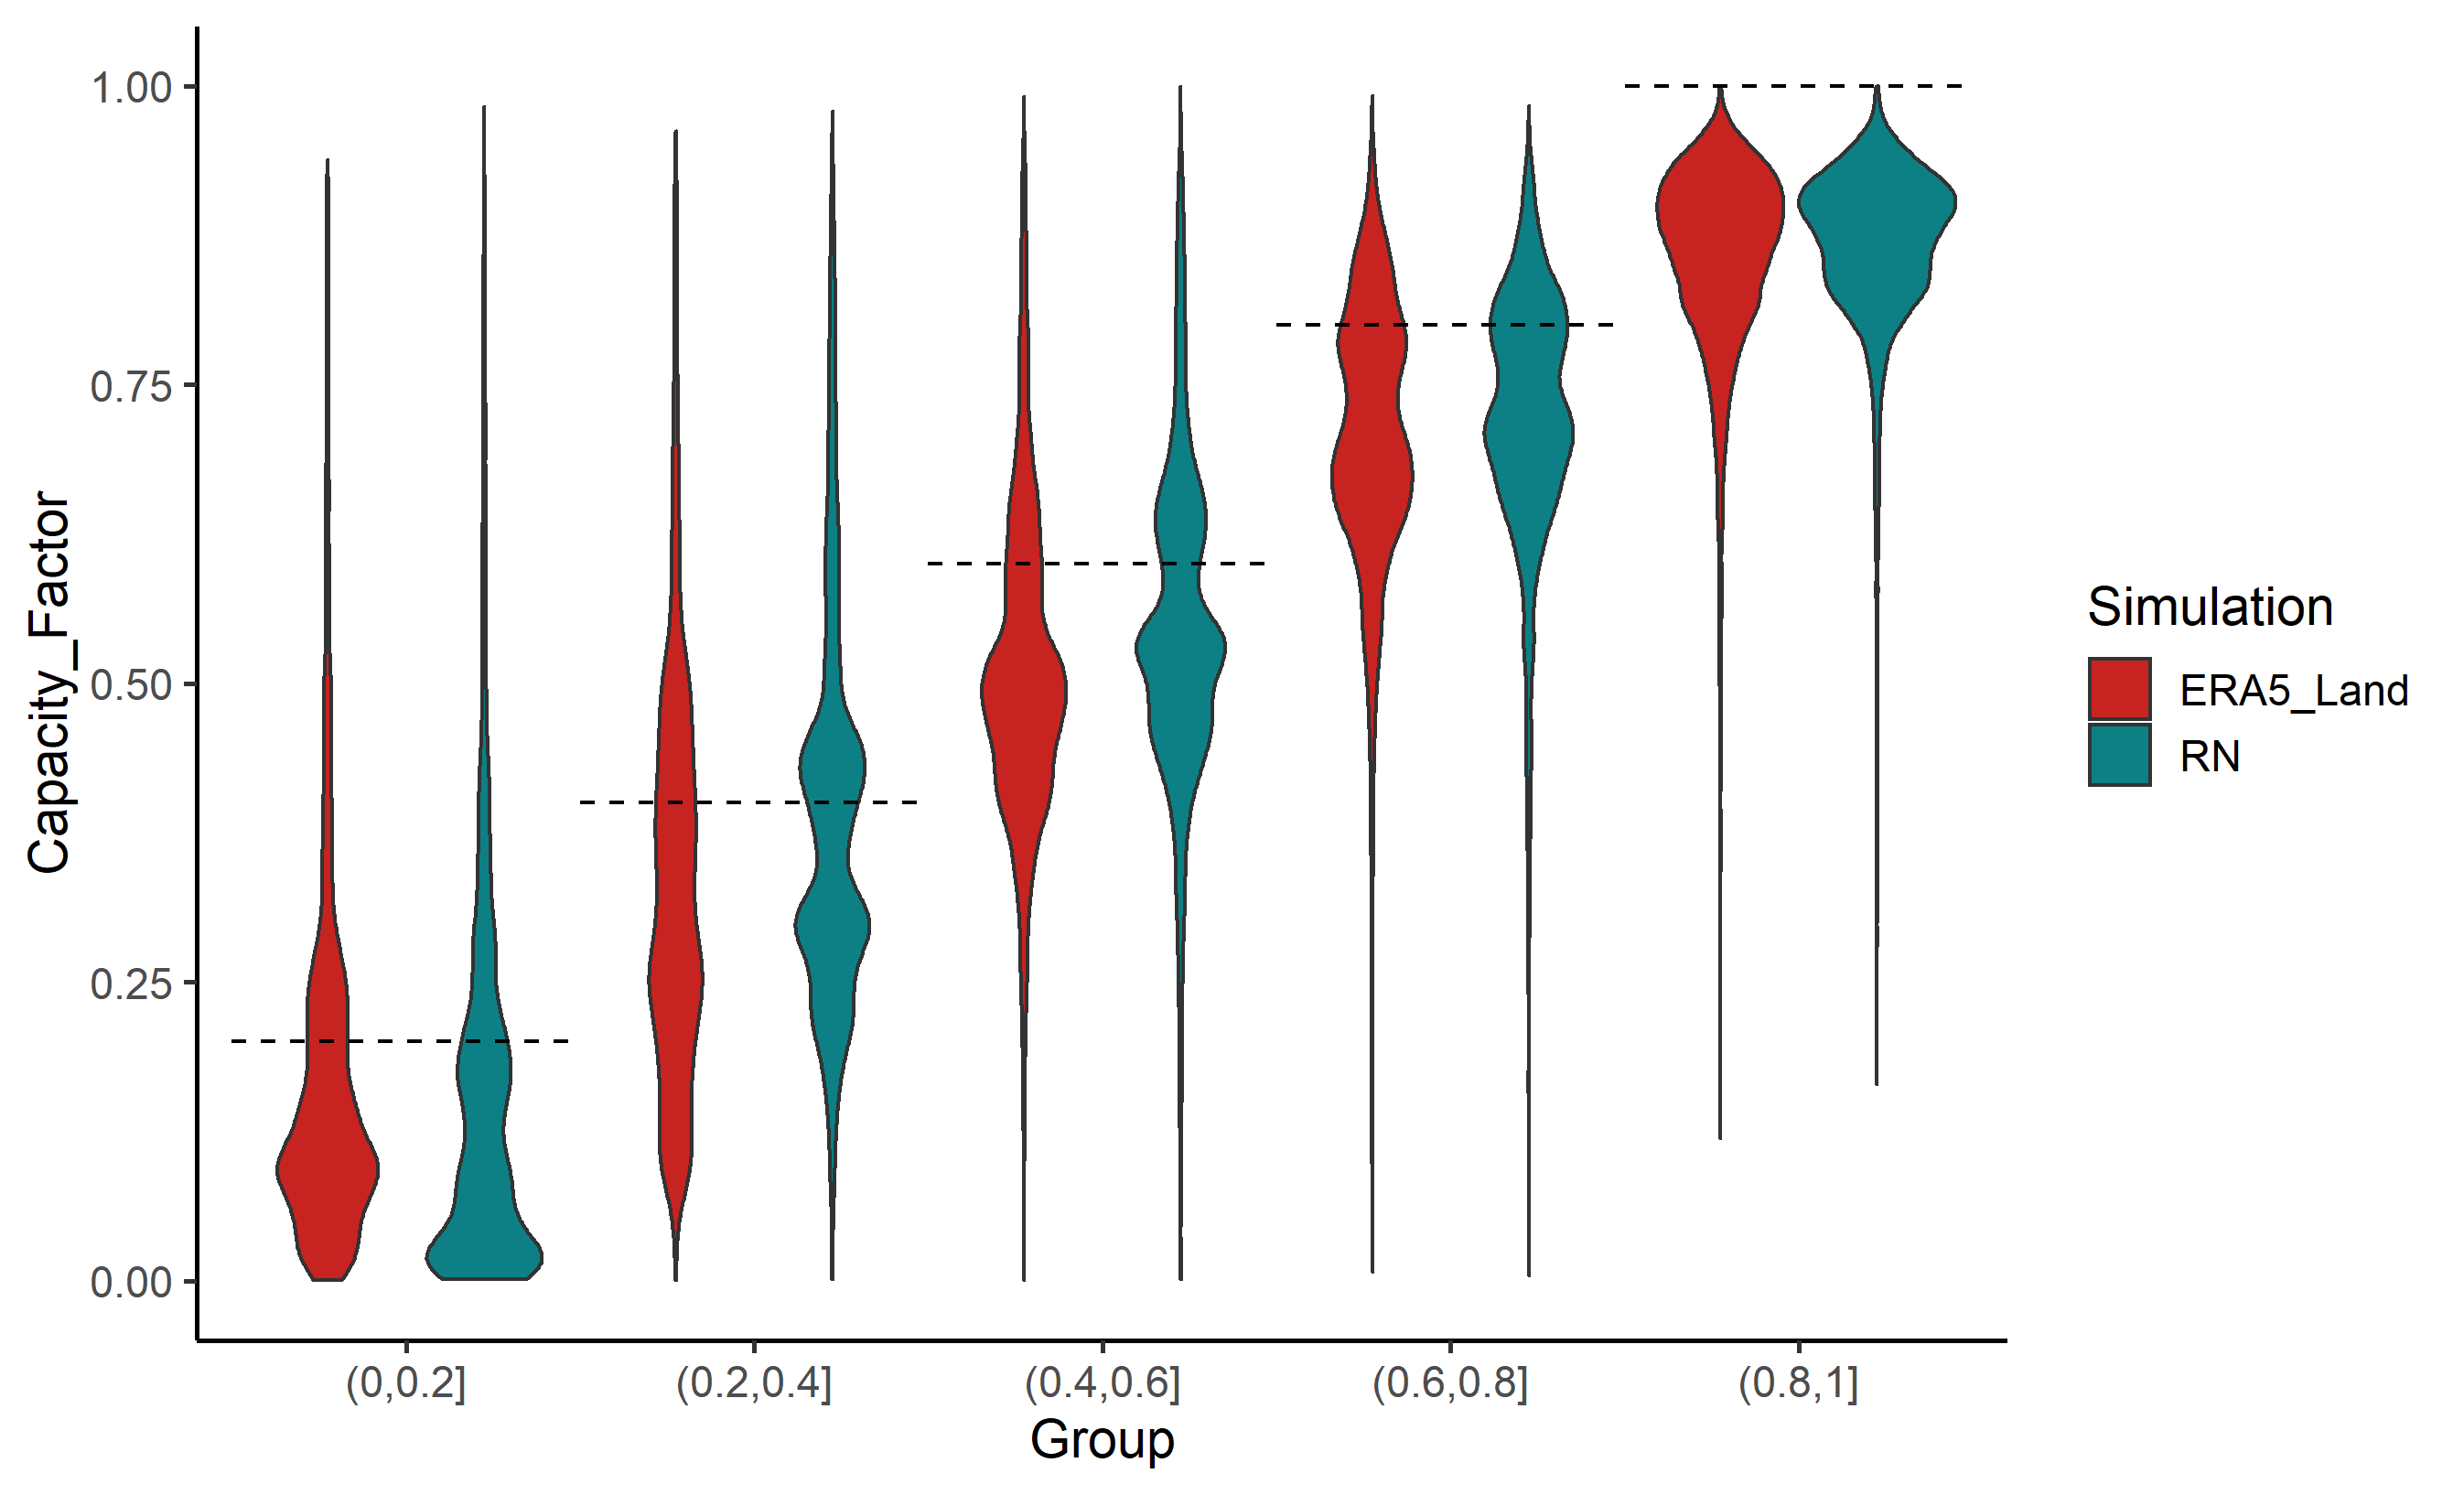 Capacity_Factor
1.00
0.75
0.50
0.25
0.00
(0,0.2]
(0.2,0.4]
(0.4,0.6]
(0.6,0.8]
(0.8,1]
Group
Simulation
ERA5_Land
RN